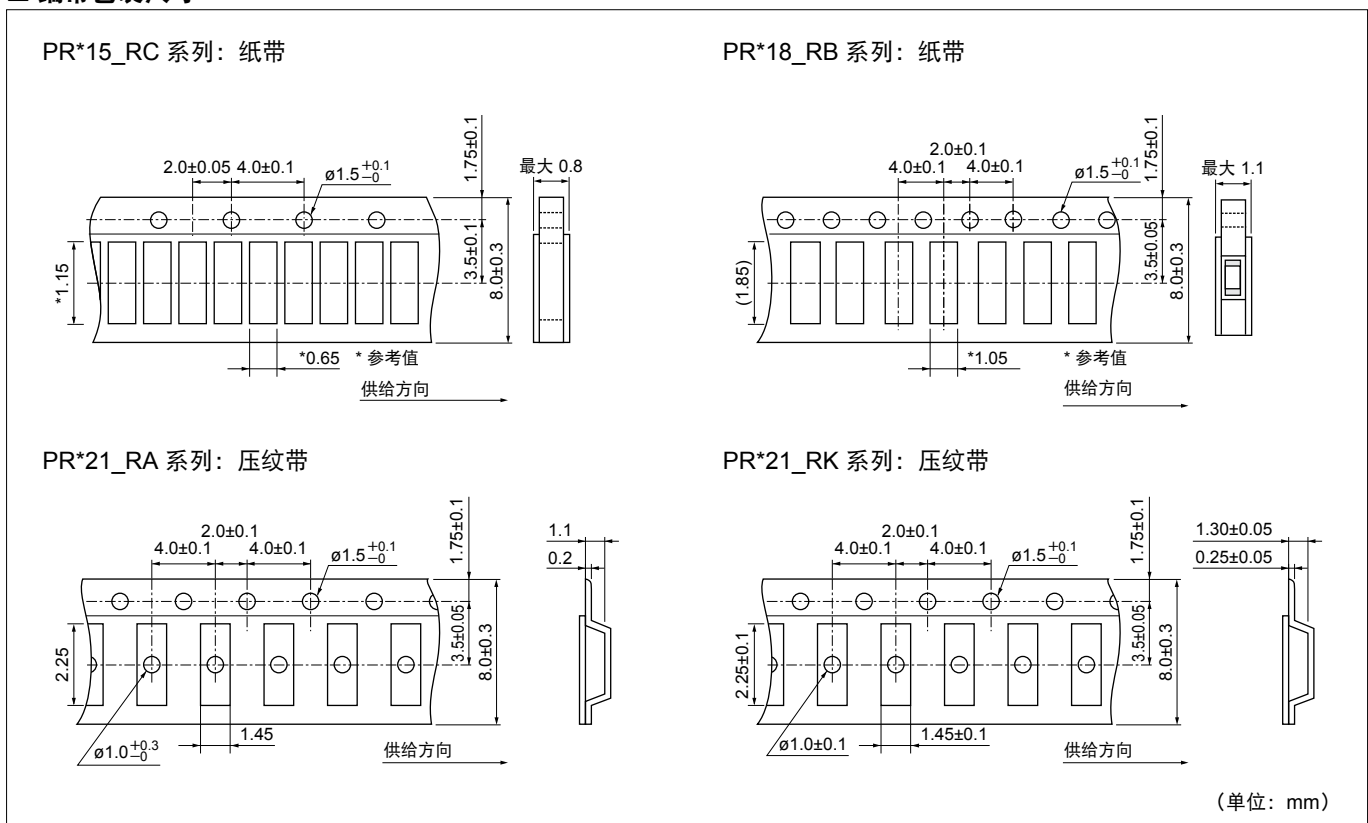 PR*15_RC 系列：纸带
2.0±0.05 4.0±0.1
ø1.5 +0.1 −0
1.75±0.1
最大 0.8
*1.15
3.5±0.1
8.0±0.3
*0.65 * 参考值
供给方向
PR*18_RB 系列：纸带
2.0±0.1
4.0±0.1 4.0±0.1
ø1.5 +0.1 −0
1.75±0.1
最大 1.1
(1.85)
3.5±0.05
8.0±0.3
*1.05 * 参考值
供给方向
PR*21_RA 系列：压纹带
2.0±0.1
4.0±0.1 4.0±0.1
ø1.5 +0.1 −0
1.75±0.1
1.1
0.2
2.25
3.5±0.05
8.0±0.3
ø1.0 +0.3 −0
1.45
供给方向
PR*21_RK 系列：压纹带
2.0±0.1
4.0±0.1 4.0±0.1
ø1.5 +0.1 −0
1.75±0.1
1.30±0.05
0.25±0.05
2.25±0.1
3.5±0.05
8.0±0.3
ø1.0±0.1
1.45±0.1
供给方向
（单位：mm）